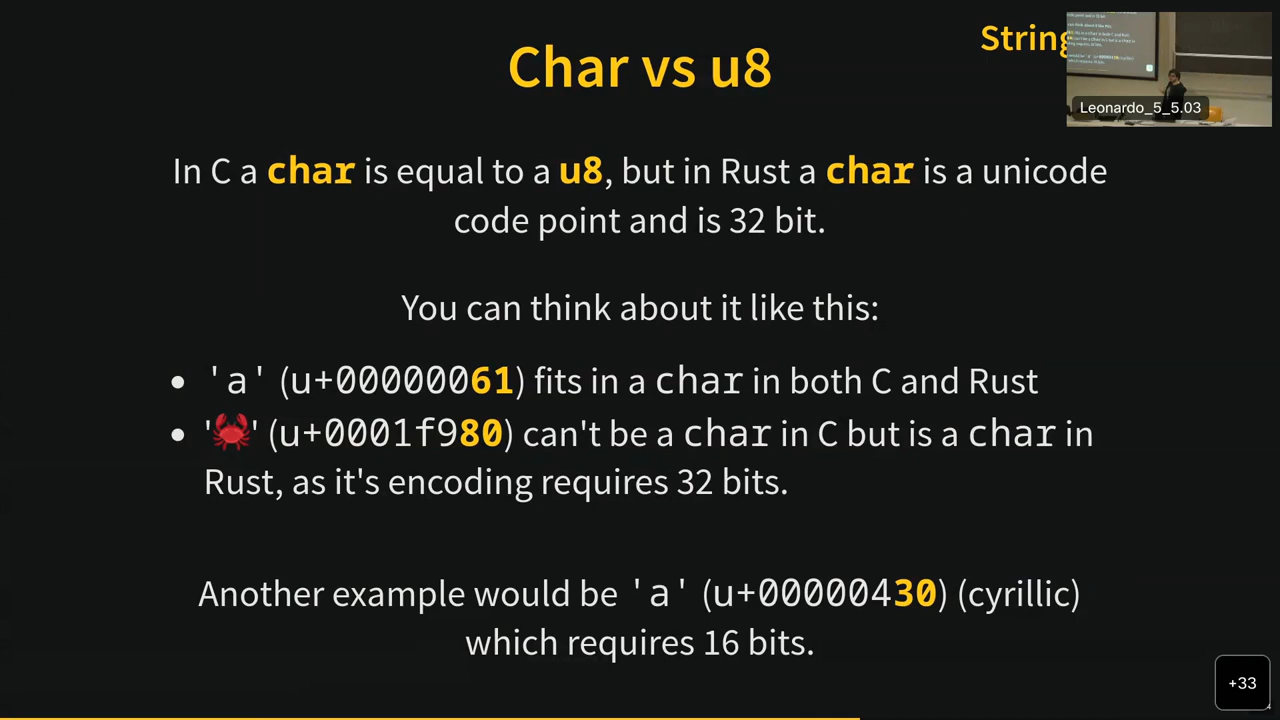 String
Char vs u8
Leonardo_5_5.03
In C a char is equal to a u8, but in Rust a char is a unicode
code point and is 32 bit.
You can think about it like this:
• 'a' (u+00000061) fits in a char in both C and Rust
• '🦀' (u+0001f980) can't be a char in C but is a char in
Rust, as it's encoding requires 32 bits.
Another example would be 'а' (u+00000430) (cyrillic)
which requires 16 bits.
+33